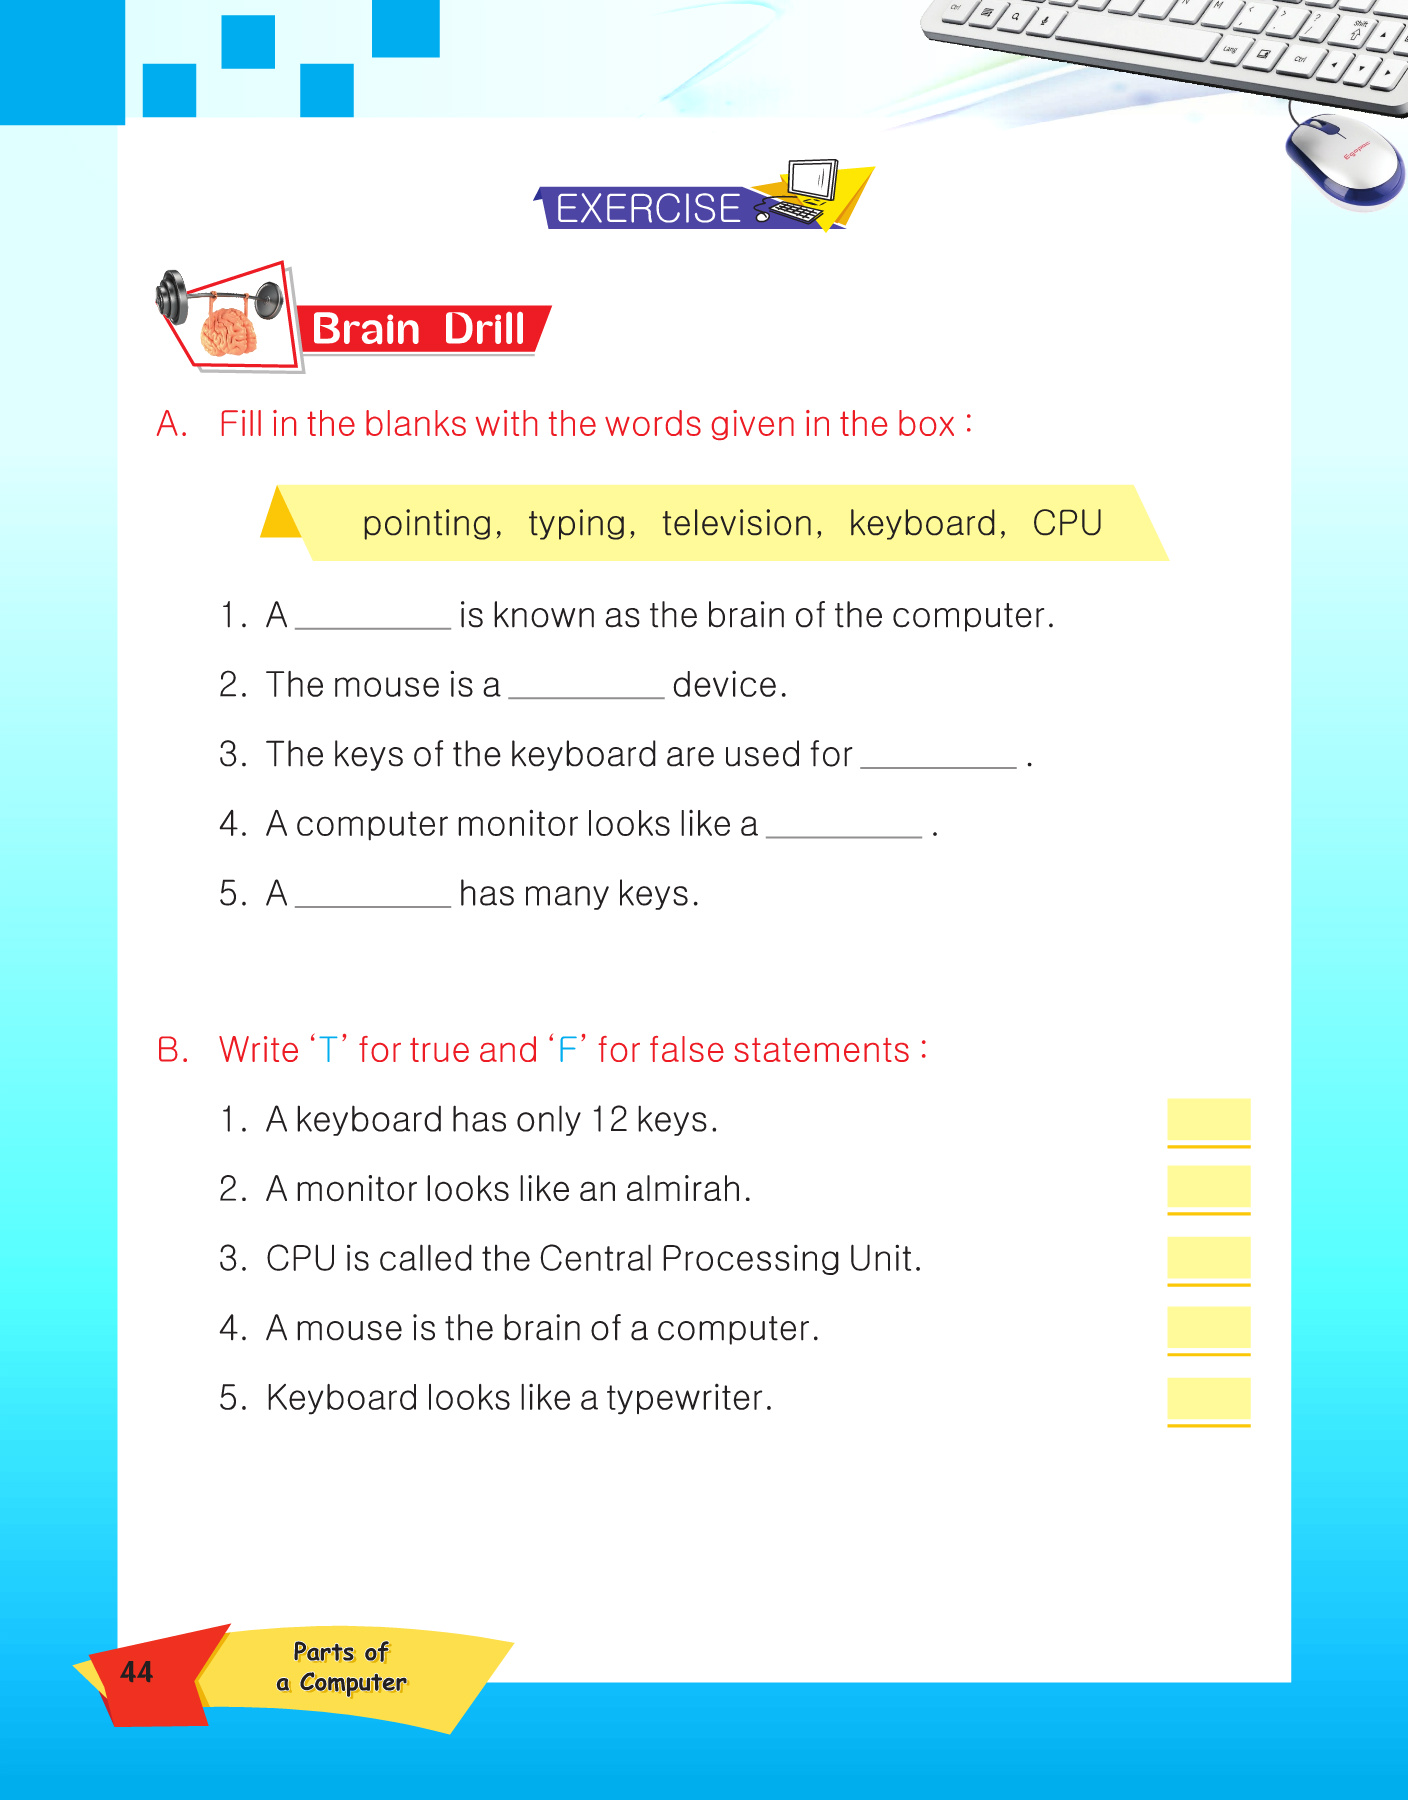 EXERCISE
Brain Drill
A. Fill in the blanks with the words given in the box :
pointing, typing, television, keyboard, CPU
1. A _________ is known as the brain of the computer.
2. The mouse is a _________ device.
3. The keys of the keyboard are used for _________ .
4. A computer monitor looks like a _________ .
5. A _________ has many keys.
B. Write ‘T’ for true and ‘F’ for false statements :
1. A keyboard has only 12 keys.
2. A monitor looks like an almirah.
3. CPU is called the Central Processing Unit.
4. A mouse is the brain of a computer.
5. Keyboard looks like a typewriter.
44
Parts of
a Computer